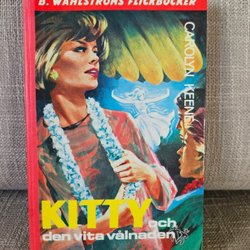 B. WAHLSTRÖMS FLICKBÖCKER
CAROLYN KEENE
KITTY och
den vita vålnaden